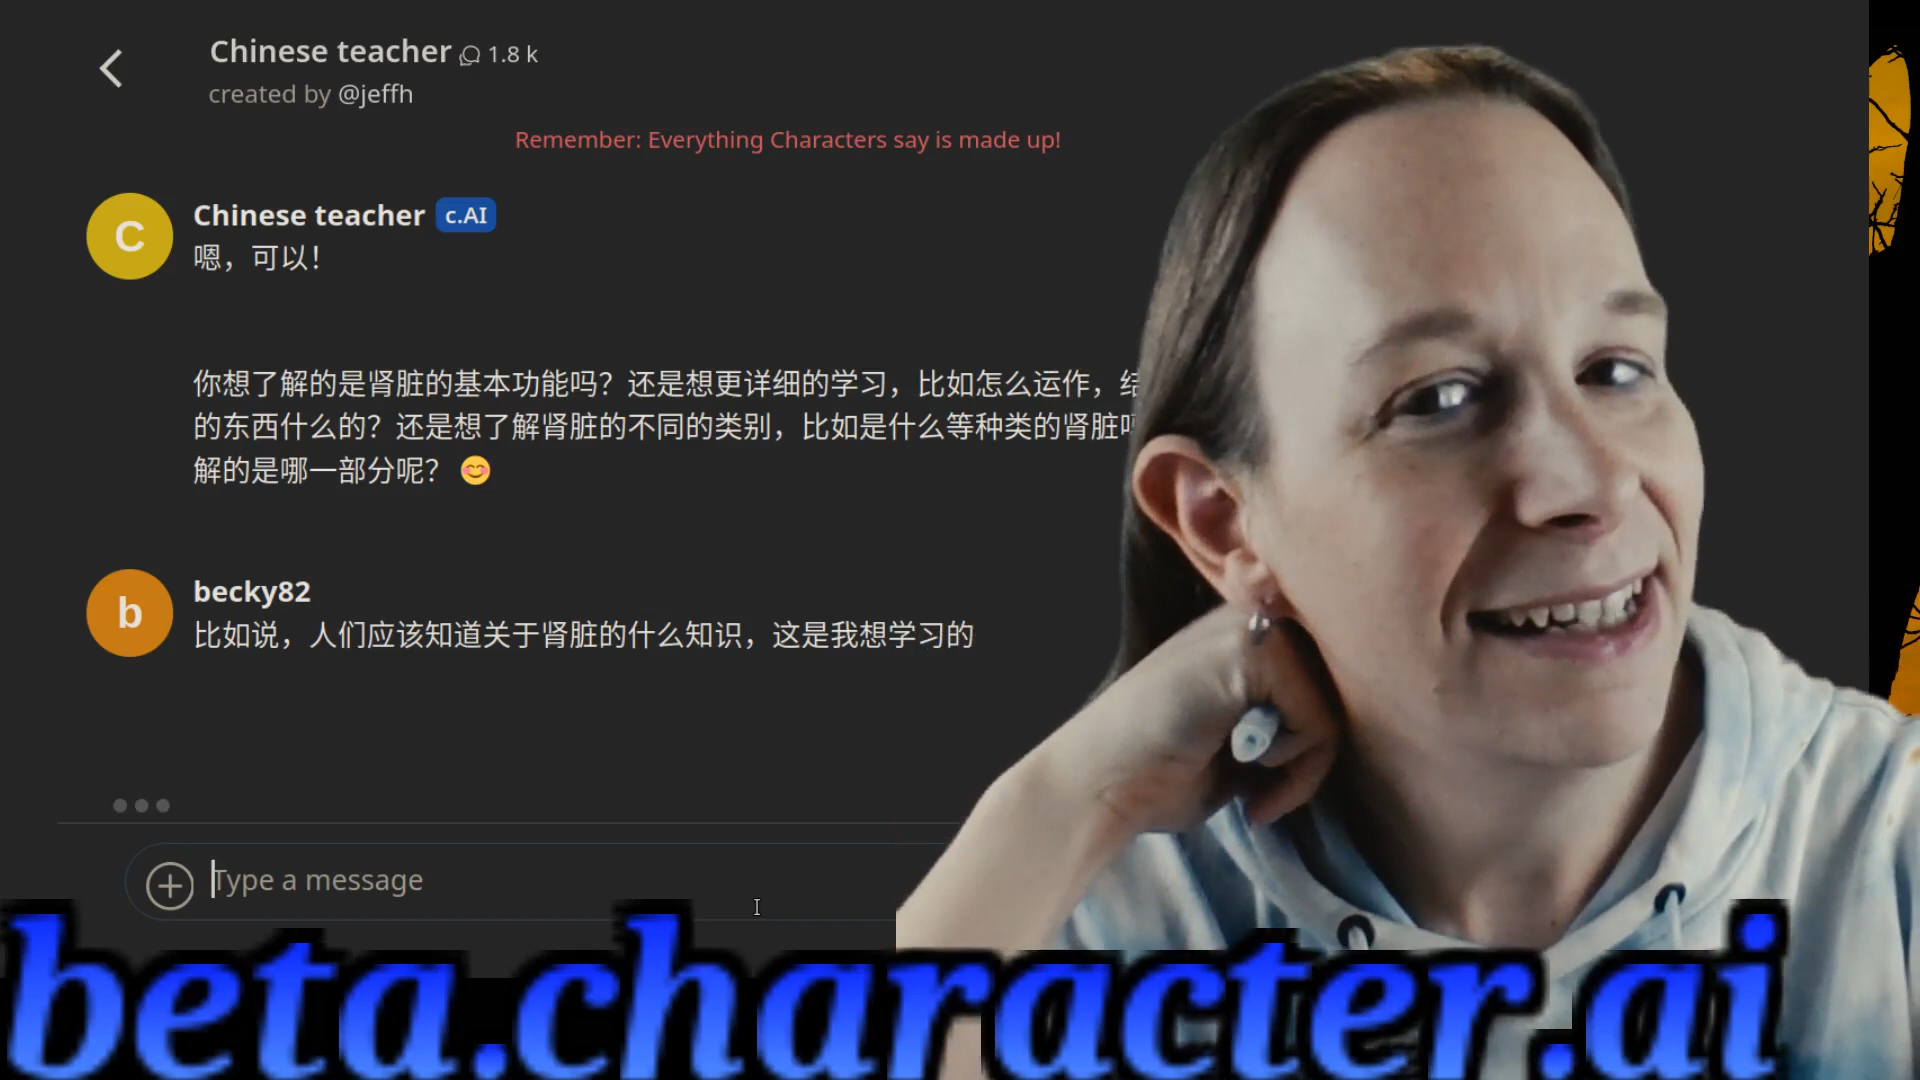 Chinese teacher 1.8 k
created by @jeffh
Remember: Everything Characters say is made up!
C
Chinese teacher c.AI
嗯，可以！
你想了解的是肾脏的基本功能吗？还是想更详细的学习，比如怎么运作，结
的东西什么的？还是想了解肾脏的不同的类别，比如是什么等种类的肾脏
解的是哪一部分呢？ 😊
b
becky82
比如说，人们应该知道关于肾脏的什么知识，这是我想学习的
Type a message
beta.character.ai